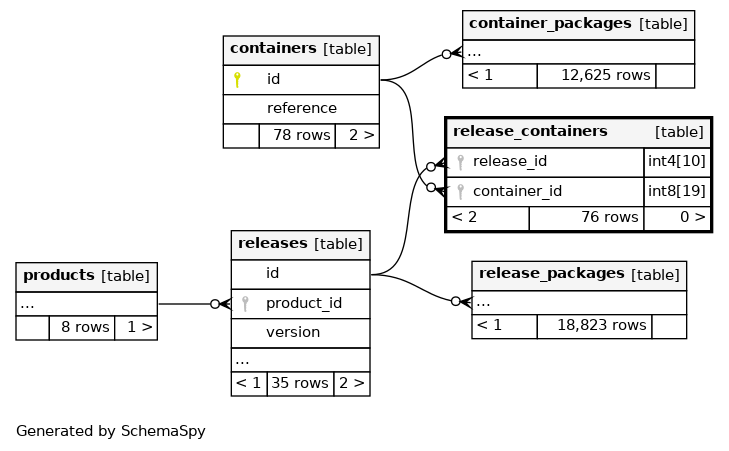 containers [table]
id
reference
78 rows 2 >
container_packages [table]
...
< 1 12,625 rows
release_containers [table]
release_id int4[10]
container_id int8[19]
< 2 76 rows 0 >
releases [table]
id
product_id
version
...
< 1 35 rows 2 >
products [table]
...
8 rows 1 >
release_packages [table]
...
< 1 18,823 rows
Generated by SchemaSpy